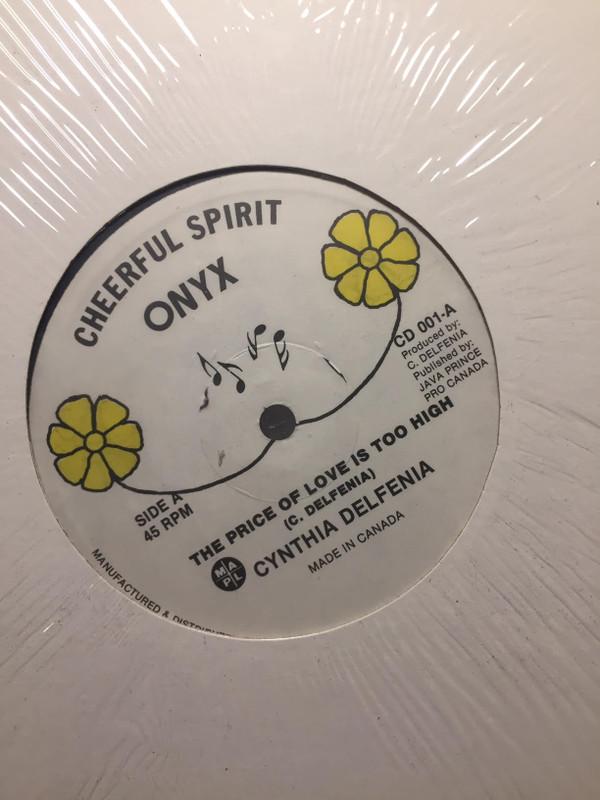 CHEERFUL SPIRIT
ONYX
CD 001-A
Produced by:
C. DELFENIA
Published by:
JAVA PRINCE
PRO CANADA
SIDE A
45 RPM
THE PRICE OF LOVE IS TOO HIGH
(C. DELFENIA)
CYNTHIA DELFENIA
MADE IN CANADA
M A
P L
MANUFACTURED &